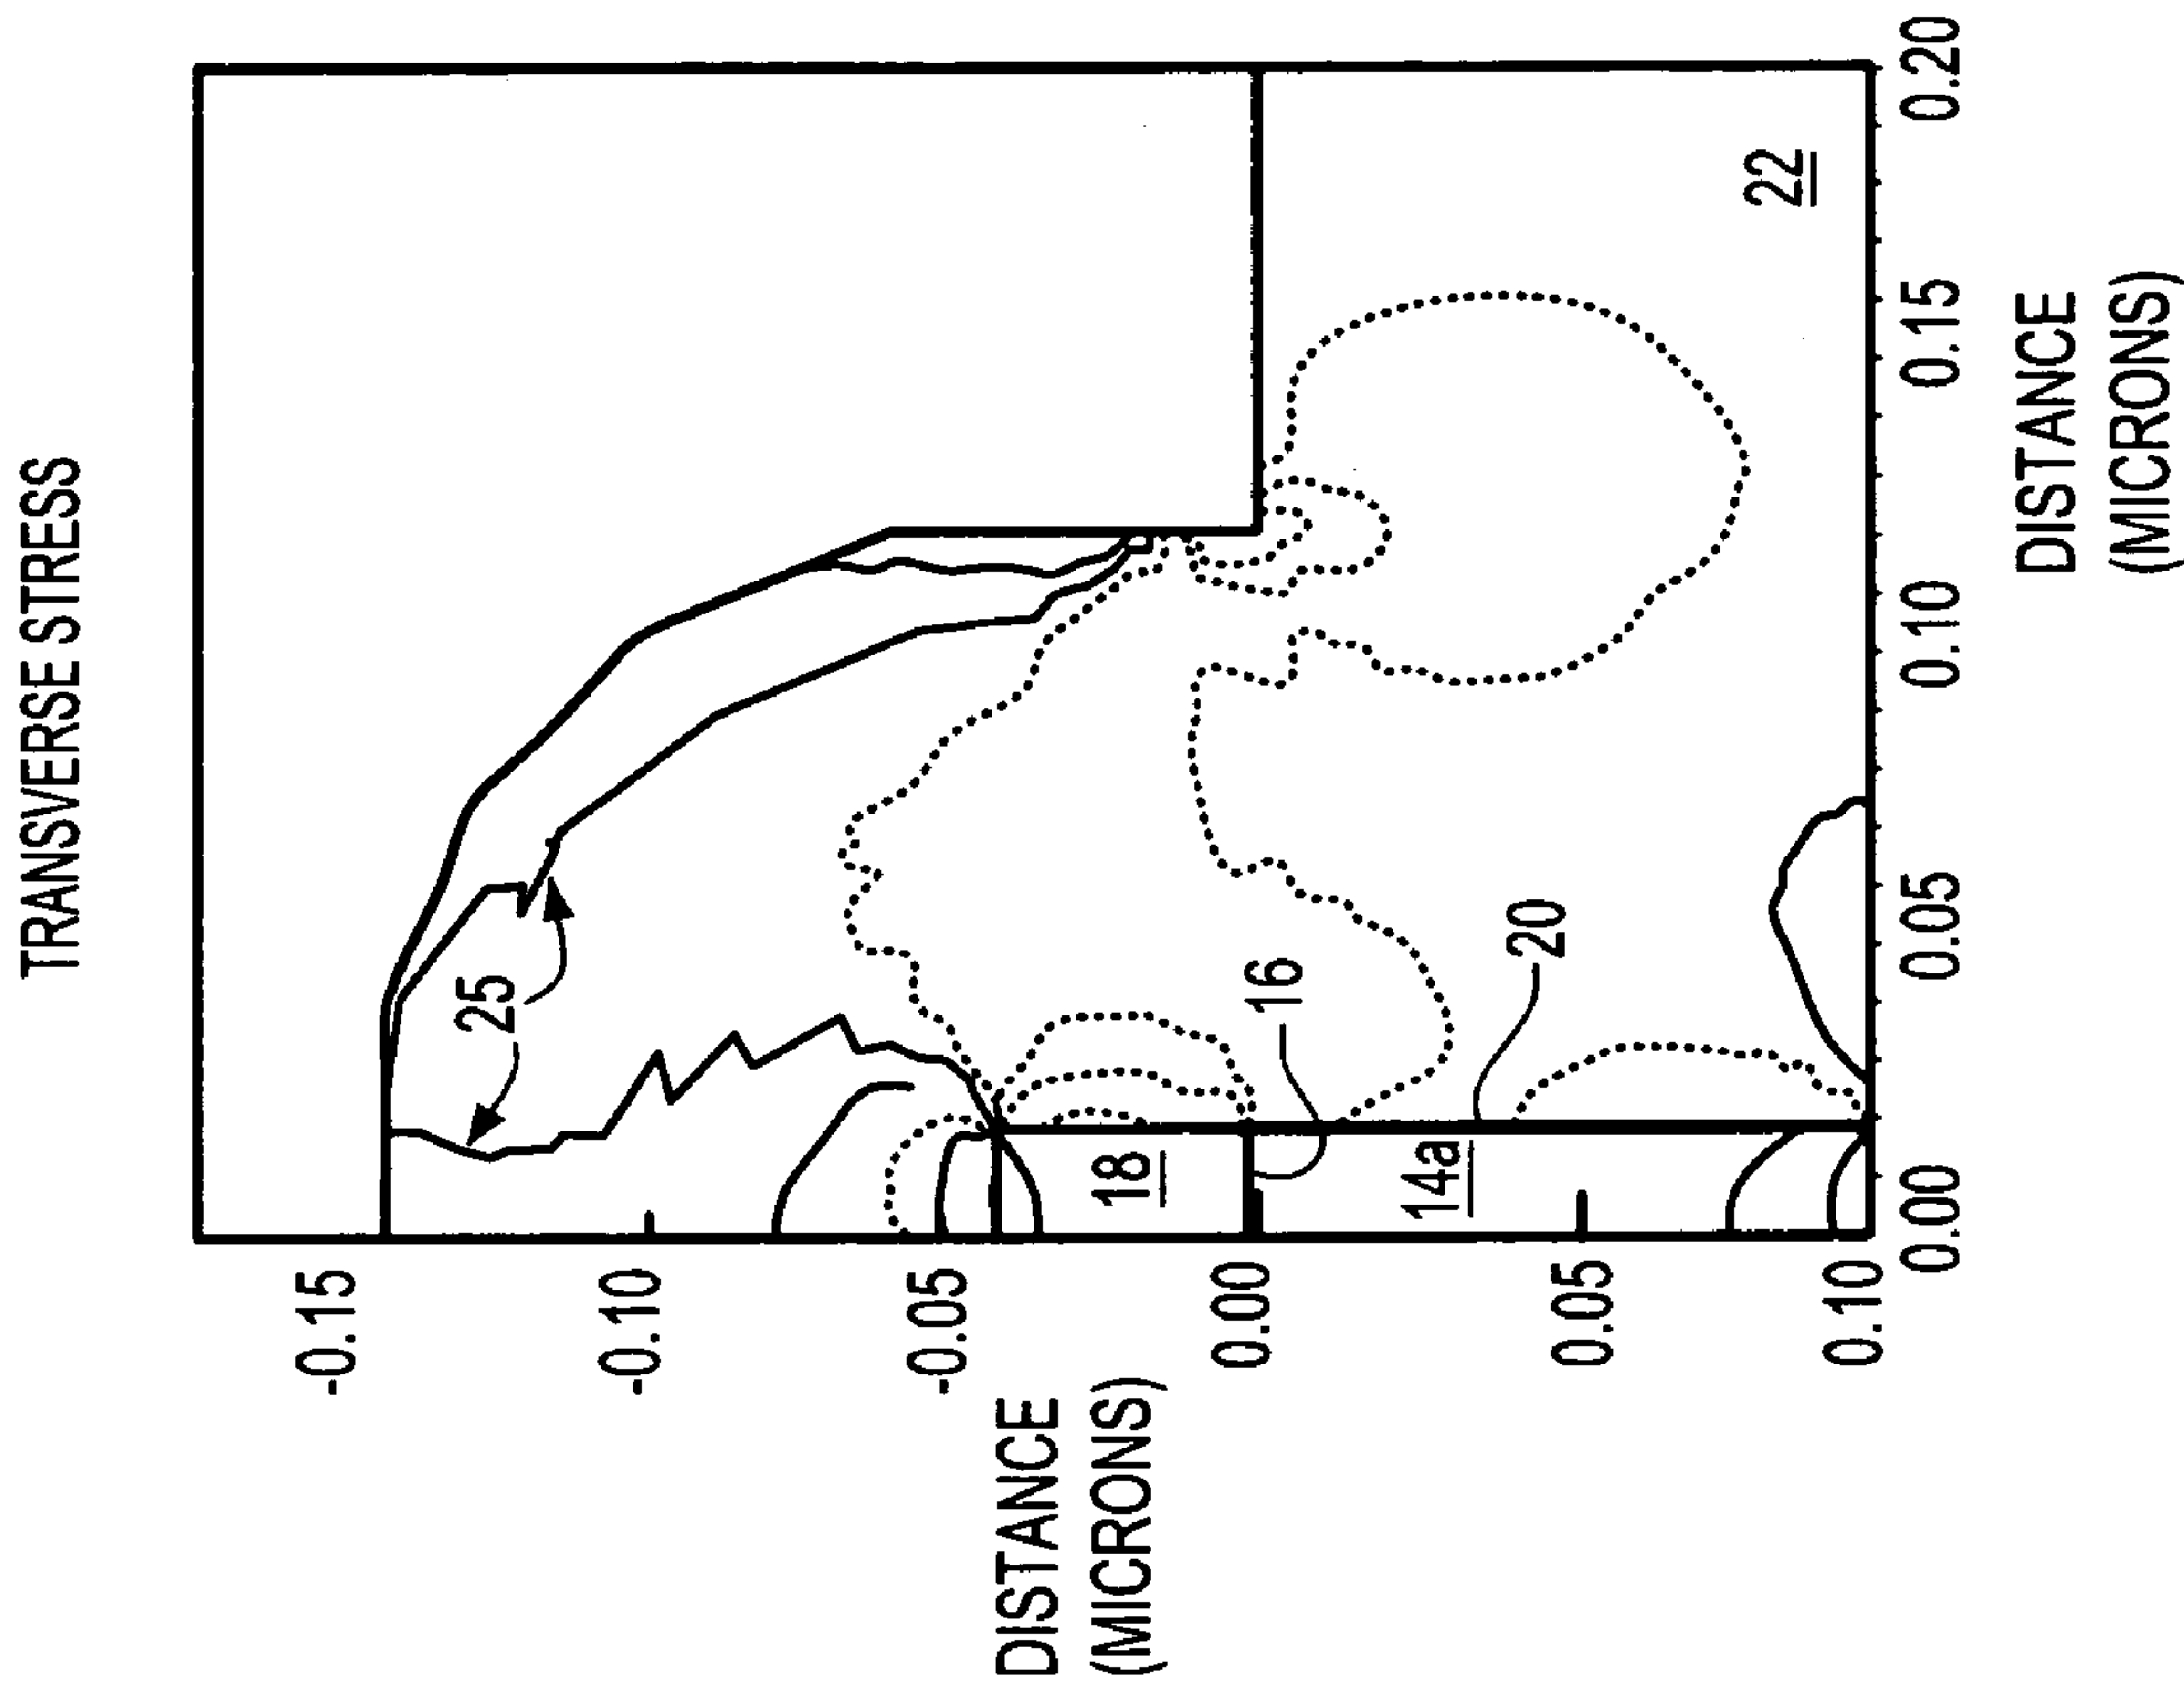 TRANSVERSE STRESS
-0.15
-0.10
-0.05
0.00
0.05
0.10
DISTANCE
(MICRONS)
25
18
16
14a
20
22
0.00
0.05
0.10
0.15
0.20
DISTANCE
(MICRONS)